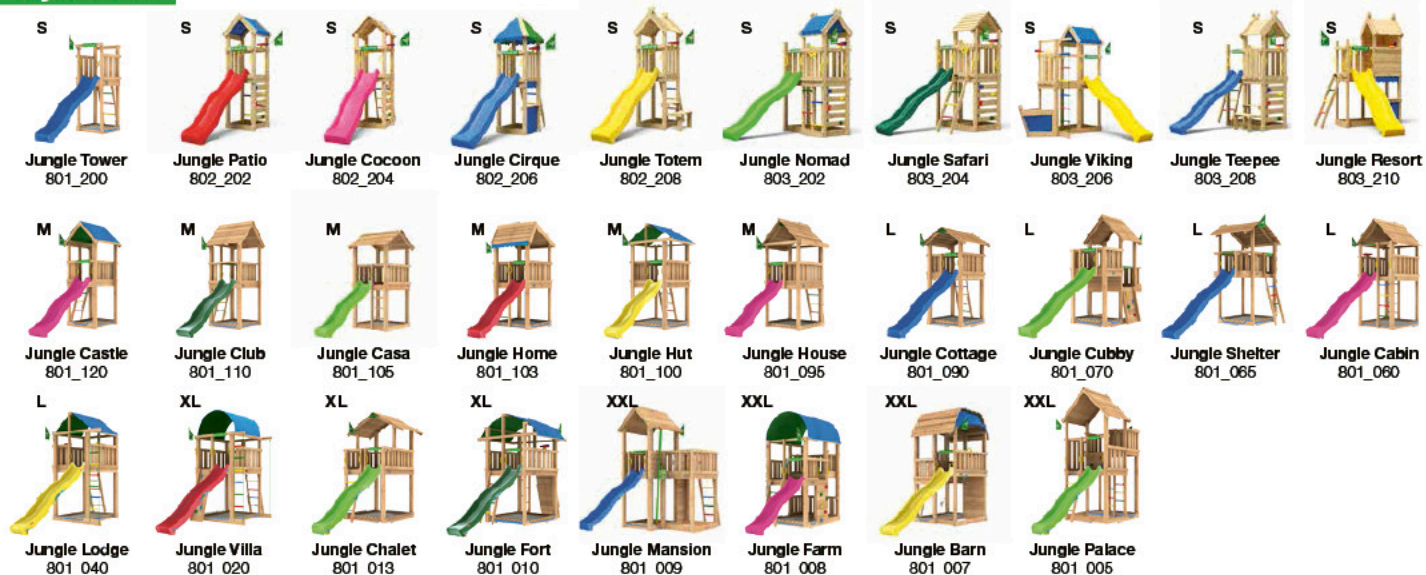 S S S S S S S S S S
Jungle Tower Jungle Patio Jungle Cocoon Jungle Cirque Jungle Totem Jungle Nomad Jungle Safari Jungle Viking Jungle Teepee Jungle Resort
801_200 802_202 802_204 802_206 802_208 803_202 803_204 803_206 803_208 803_210
M M M M M M L L L L
Jungle Castle Jungle Club Jungle Casa Jungle Home Jungle Hut Jungle House Jungle Cottage Jungle Cubby Jungle Shelter Jungle Cabin
801_120 801_110 801_105 801_103 801_100 801_095 801_090 801_070 801_065 801_060
L XL XL XL XXL XXL XXL XXL
Jungle Lodge Jungle Villa Jungle Chalet Jungle Fort Jungle Mansion Jungle Farm Jungle Barn Jungle Palace
801_040 801_020 801_013 801_010 801_009 801_008 801_007 801_005